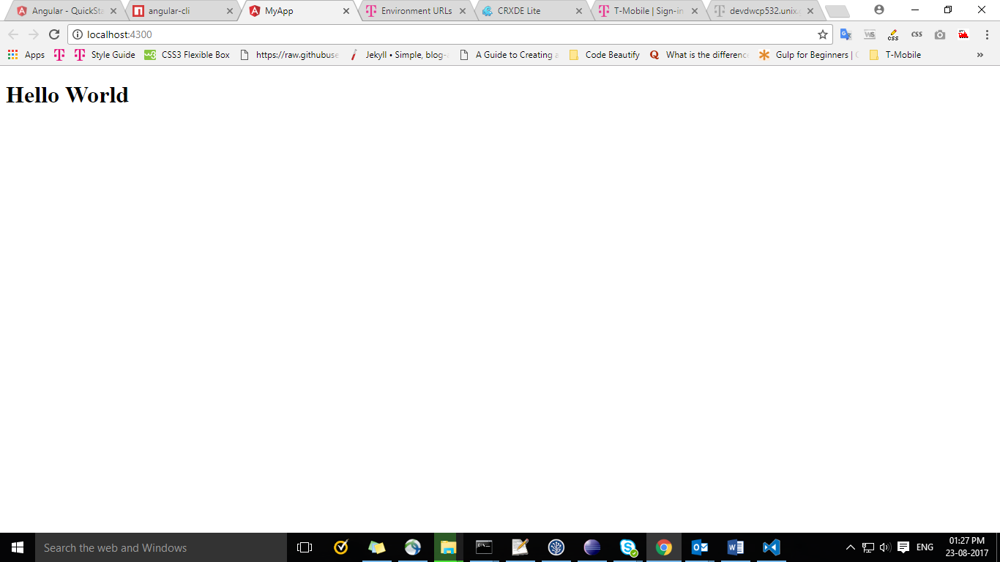 Angular - QuickSta
angular-cli
MyApp
Environment URLs
CRXDE Lite
T-Mobile | Sign-in
devdwcp532.unix.
localhost:4300
Apps
Style Guide
CSS3 Flexible Box
https://raw.githubuse
Jekyll • Simple, blog-
A Guide to Creating
Code Beautify
What is the differenc
Gulp for Beginners |
T-Mobile
Hello World
Search the web and Windows
ENG
01:27 PM
23-08-2017